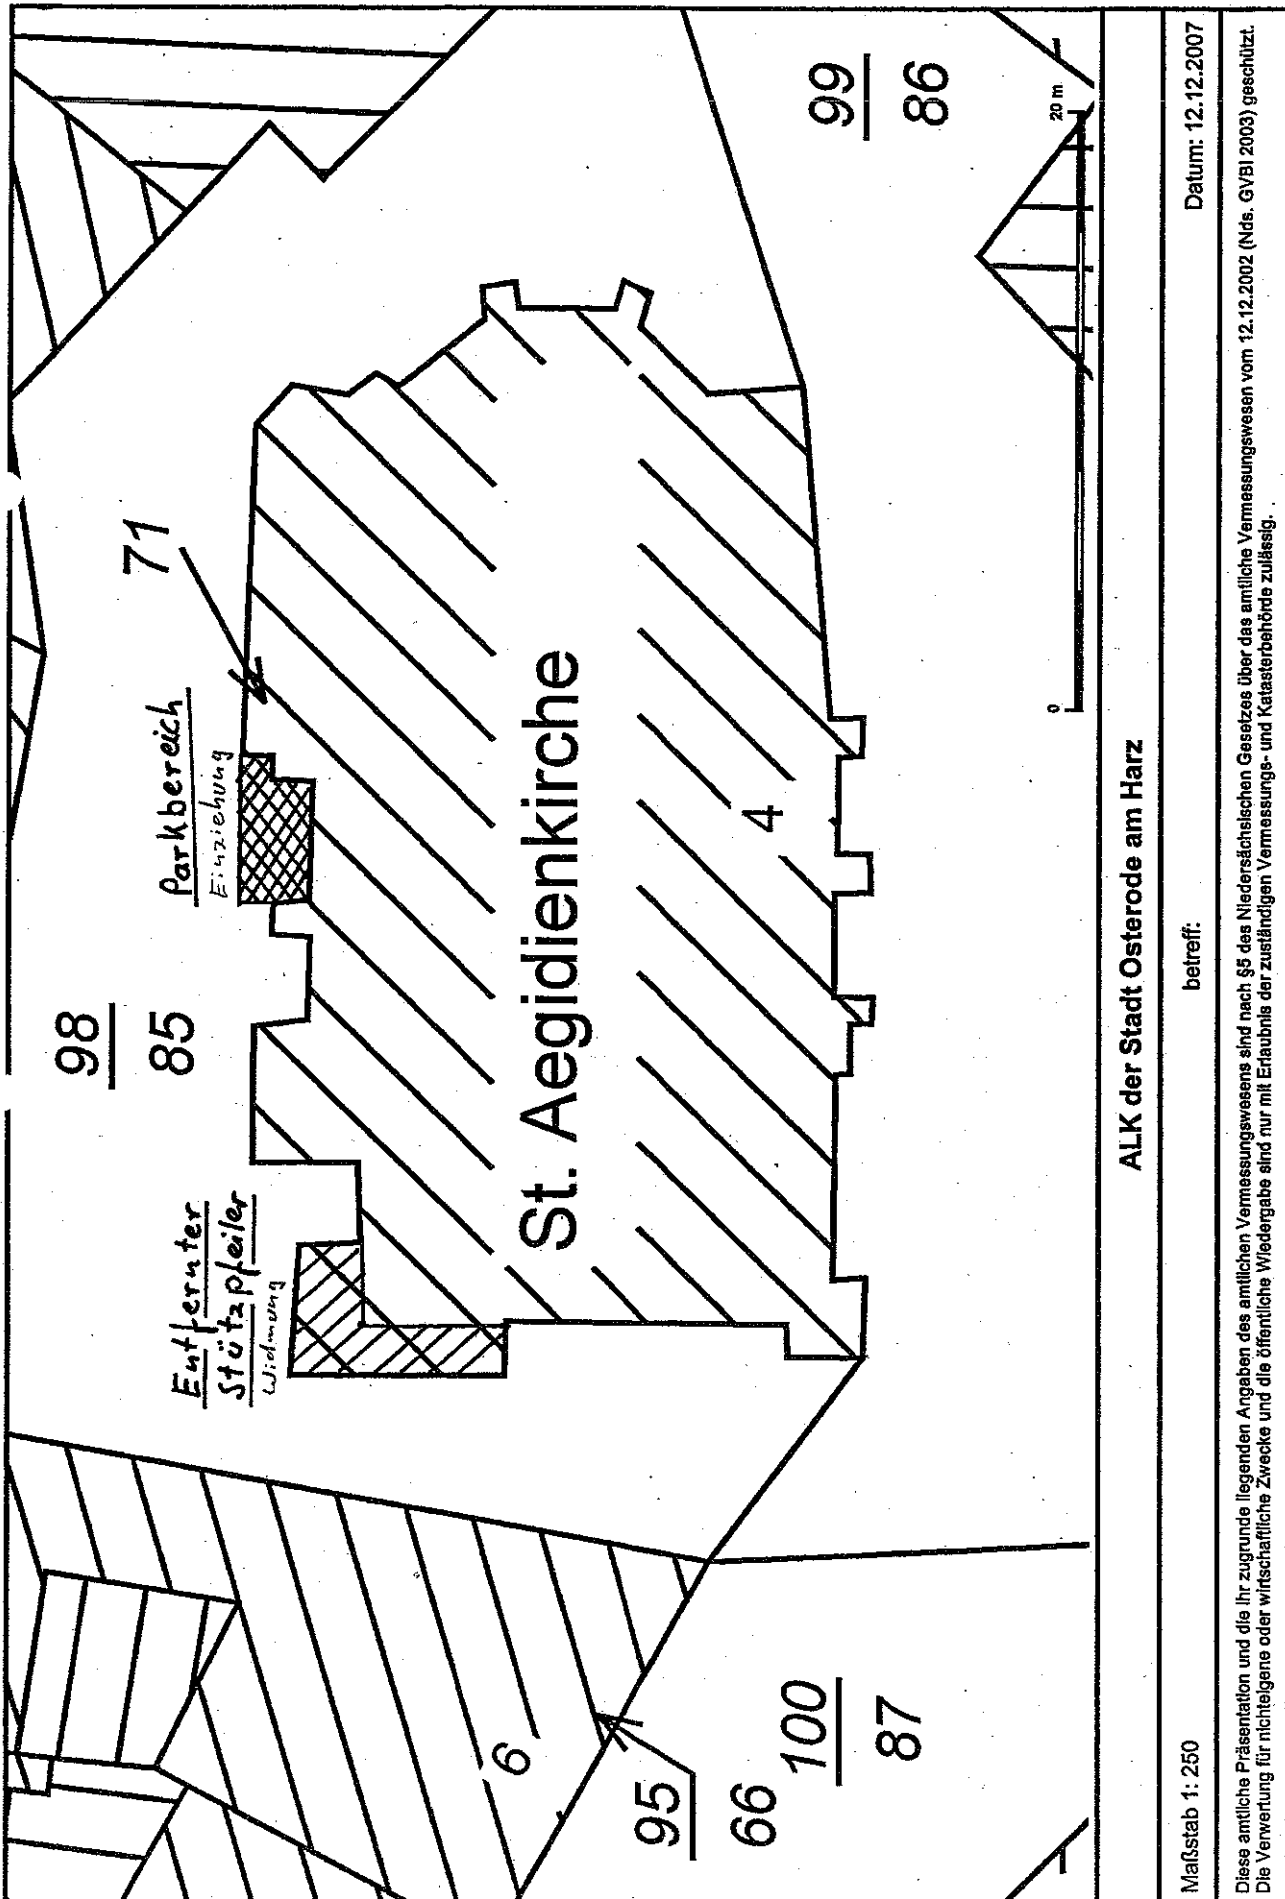 98
85
71
99
86
Parkbereich
Einziehung
Entfernter
Stützpfeiler
Widmung
St. Aegidienkirche
4
6
95
66
100
87
0
20 m
ALK der Stadt Osterode am Harz
Maßstab 1: 250
betreff:
Datum: 12.12.2007
Diese amtliche Präsentation und die Ihr zugrunde liegenden Angaben des amtlichen Vermessungswesens sind nach §5 des Niedersächsischen Gesetzes über das amtliche Vermessungswesen vom 12.12.2002 (Nds. GVBl 2003) geschützt.
Die Verwertung für nichteigene oder wirtschaftliche Zwecke und die öffentliche Wiedergabe sind nur mit Erlaubnis der zuständigen Vermessungs- und Katasterbehörde zulässig.